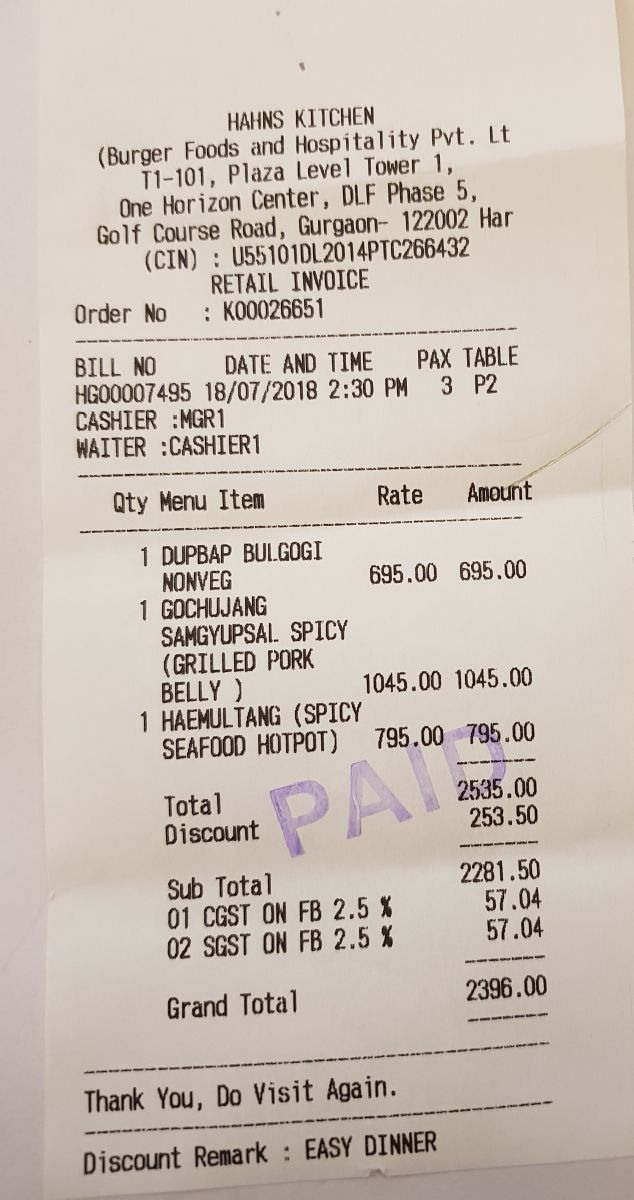 HAHNS KITCHEN
(Burger Foods and Hospitality Pvt. Lt
T1-101, Plaza Level Tower 1,
One Horizon Center, DLF Phase 5,
Golf Course Road, Gurgaon- 122002 Har
(CIN) : U55101DL2014PTC266432
RETAIL INVOICE
Order No : K00026651
BILL NO DATE AND TIME PAX TABLE
HG00007495 18/07/2018 2:30 PM 3 P2
CASHIER :MGR1
WAITER :CASHIER1
Qty Menu Item Rate Amount
1 DUPBAP BULGOGI
NONVEG 695.00 695.00
1 GOCHUJANG
SAMGYUPSAL SPICY
(GRILLED PORK
BELLY ) 1045.00 1045.00
1 HAEMULTANG (SPICY
SEAFOOD HOTPOT) 795.00 795.00
PAID
Total 2535.00
Discount 253.50
Sub Total 2281.50
01 CGST ON FB 2.5 % 57.04
02 SGST ON FB 2.5 % 57.04
Grand Total 2396.00
Thank You, Do Visit Again.
Discount Remark : EASY DINNER